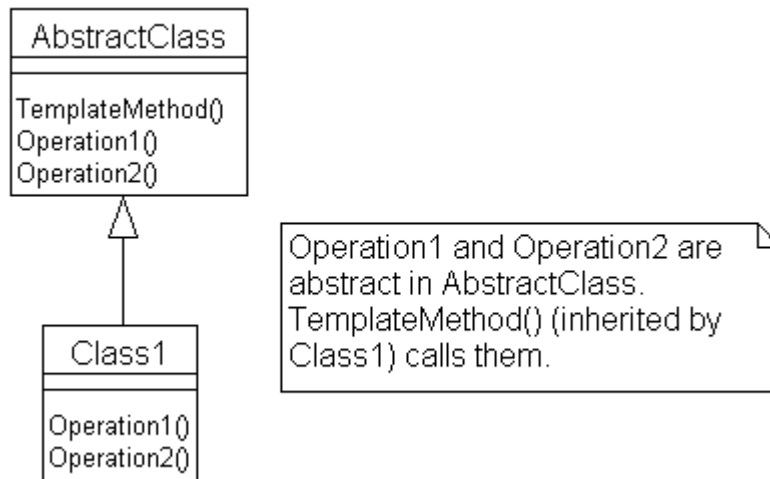 AbstractClass
TemplateMethod()
Operation1()
Operation2()
Operation1 and Operation2 are
abstract in AbstractClass.
TemplateMethod() (inherited by
Class1) calls them.
Class1
Operation1()
Operation2()